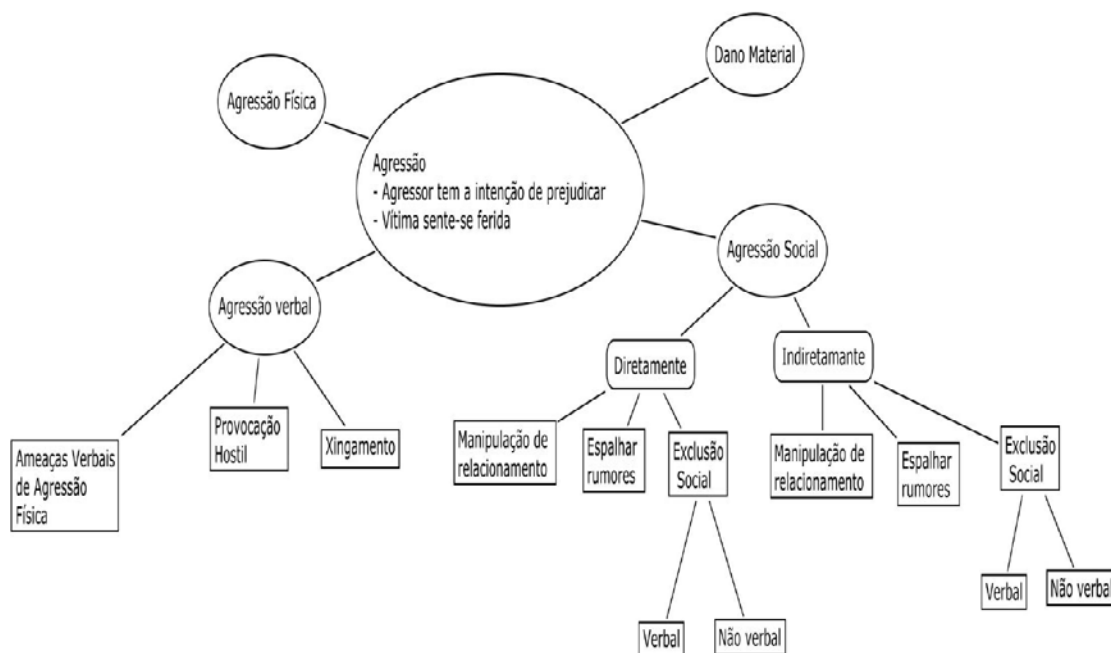 Dano Material
Agressão Física
Agressão
- Agressor tem a intenção de prejudicar
- Vítima sente-se ferida
Agressão Social
Agressão verbal
Diretamente
Indiretamante
Ameaças Verbais
de Agressão
Física
Provocação
Hostil
Xingamento
Manipulação de
relacionamento
Espalhar
rumores
Exclusão
Social
Manipulação de
relacionamento
Espalhar
rumores
Exclusão
Social
Verbal
Não verbal
Verbal
Não verbal